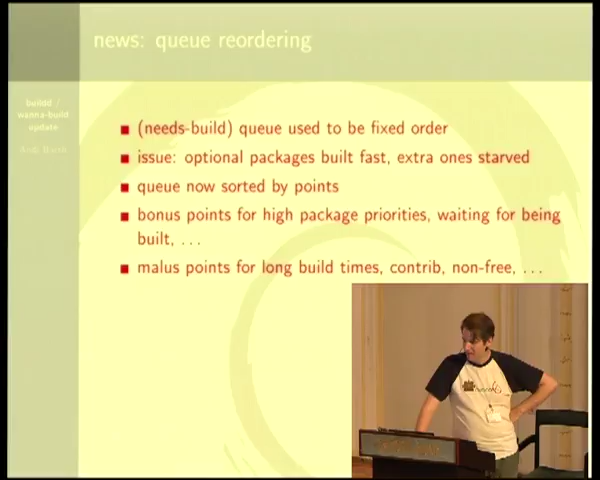 news: queue reordering
buildd /
wanna-build
update
■ (needs-build) queue used to be fixed order
■ issue: optional packages built fast, extra ones starved
■ queue now sorted by points
■ bonus points for high package priorities, waiting for being
built, ...
■ malus points for long build times, contrib, non-free, ...